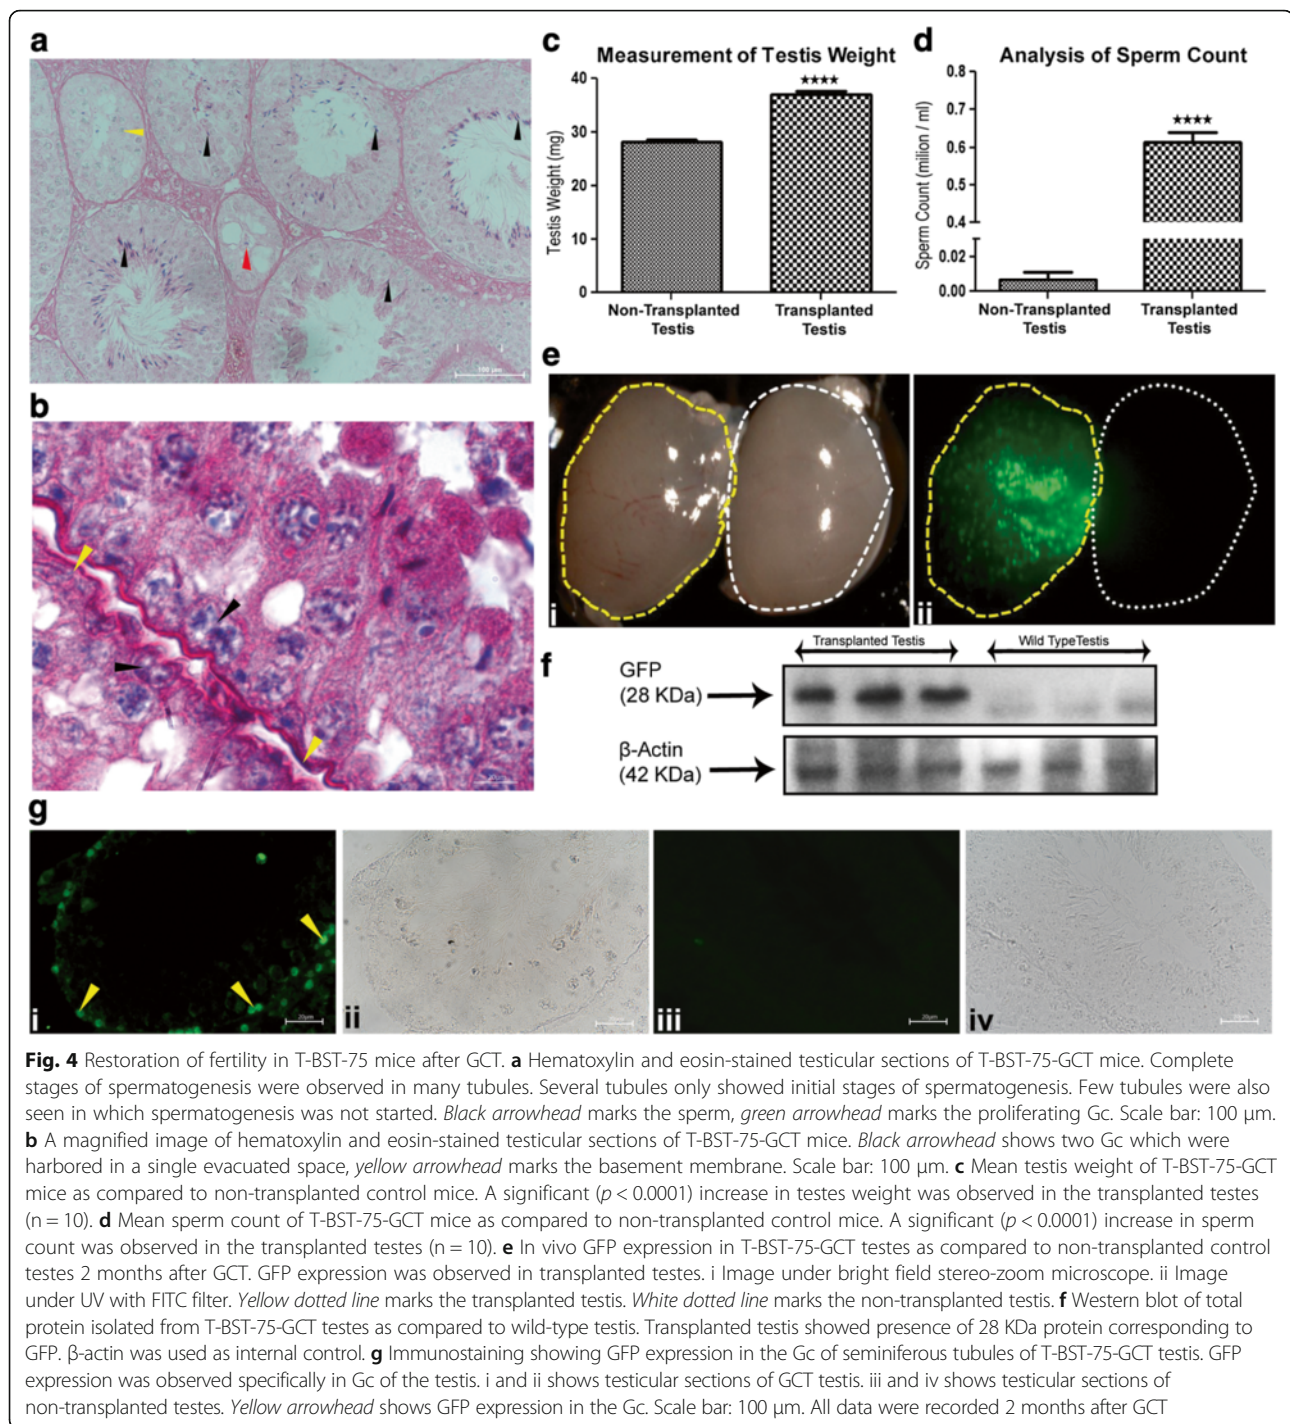 a
100 µm
b
c
Measurement of Testis Weight
Testis Weight (mg)
40
30
20
10
0
****
Non-Transplanted
Testis
Transplanted
Testis
d
Analysis of Sperm Count
Sperm Count (milion / ml)
0.8
0.7
0.6
0.5
0.4
0.02
0.00
****
Non-Transplanted
Testis
Transplanted
Testis
e
i
ii
f
Transplanted Testis
Wild TypeTestis
GFP
(28 KDa)
β-Actin
(42 KDa)
g
i
20µm
ii
20µm
iii
20µm
iv
20µm
Fig. 4 Restoration of fertility in T-BST-75 mice after GCT. a Hematoxylin and eosin-stained testicular sections of T-BST-75-GCT mice. Complete
stages of spermatogenesis were observed in many tubules. Several tubules only showed initial stages of spermatogenesis. Few tubules were also
seen in which spermatogenesis was not started. Black arrowhead marks the sperm, green arrowhead marks the proliferating Gc. Scale bar: 100 µm.
b A magnified image of hematoxylin and eosin-stained testicular sections of T-BST-75-GCT mice. Black arrowhead shows two Gc which were
harbored in a single evacuated space, yellow arrowhead marks the basement membrane. Scale bar: 100 µm. c Mean testis weight of T-BST-75-GCT
mice as compared to non-transplanted control mice. A significant (p < 0.0001) increase in testes weight was observed in the transplanted testes
(n = 10). d Mean sperm count of T-BST-75-GCT mice as compared to non-transplanted control mice. A significant (p < 0.0001) increase in sperm
count was observed in the transplanted testes (n = 10). e In vivo GFP expression in T-BST-75-GCT testes as compared to non-transplanted control
testes 2 months after GCT. GFP expression was observed in transplanted testes. i Image under bright field stereo-zoom microscope. ii Image
under UV with FITC filter. Yellow dotted line marks the transplanted testis. White dotted line marks the non-transplanted testis. f Western blot of total
protein isolated from T-BST-75-GCT testes as compared to wild-type testis. Transplanted testis showed presence of 28 KDa protein corresponding to
GFP. β-actin was used as internal control. g Immunostaining showing GFP expression in the Gc of seminiferous tubules of T-BST-75-GCT testis. GFP
expression was observed specifically in Gc of the testis. i and ii shows testicular sections of GCT testis. iii and iv shows testicular sections of
non-transplanted testes. Yellow arrowhead shows GFP expression in the Gc. Scale bar: 100 µm. All data were recorded 2 months after GCT